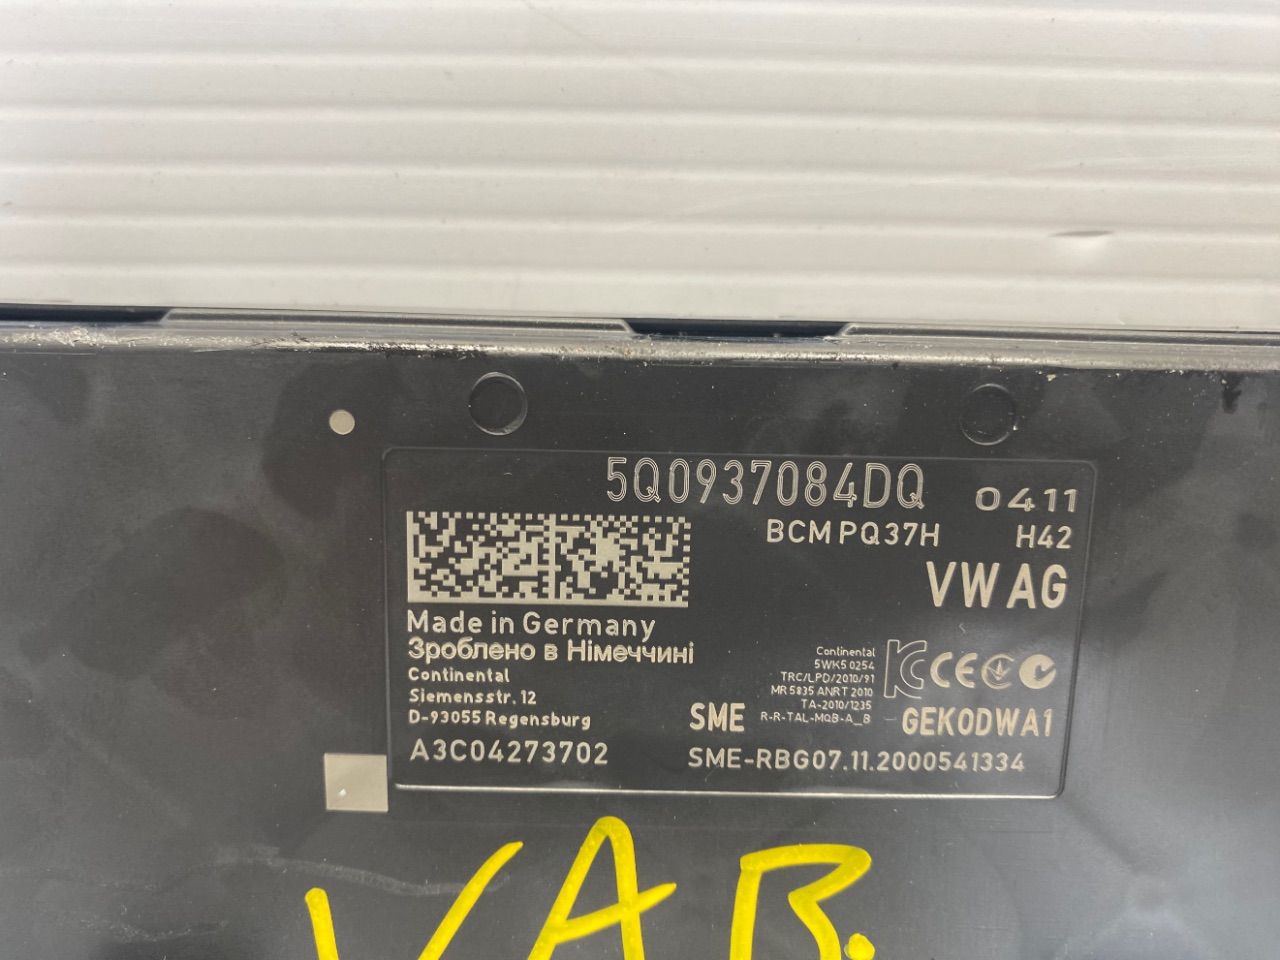 5Q0937084DQ 0411
BCM PQ37H H42
VW AG
Made in Germany
Зроблено в Німеччині
Continental
Siemensstr. 12
D-93055 Regensburg
A3C04273702
Continental
5WK50254
TRC/LPD/2010/91
MR 5835 ANRT 2010
TA-2010/1235
R-R-TAL-MQB-A_B
CE
SME GEKODWA1
SME-RBG07.11.2000541334
VAB.